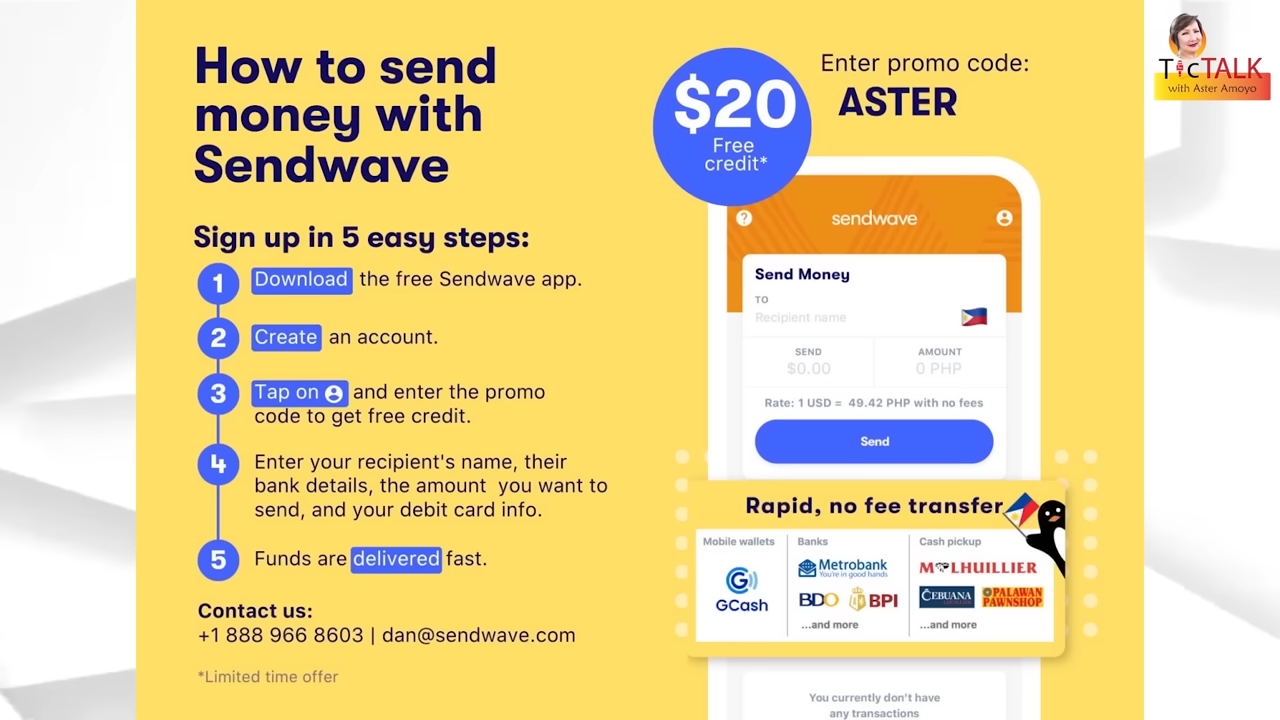 How to send
money with
Sendwave
Sign up in 5 easy steps:
1 Download the free Sendwave app.
2 Create an account.
3 Tap on and enter the promo
code to get free credit.
4 Enter your recipient's name, their
bank details, the amount you want to
send, and your debit card info.
5 Funds are delivered fast.
Contact us:
+1 888 966 8603 | dan@sendwave.com
*Limited time offer
$20
Free
credit*
Enter promo code:
ASTER
?
sendwave
Send Money
TO
Recipient name
SEND
$0.00
AMOUNT
0 PHP
Rate: 1 USD = 49.42 PHP with no fees
Send
Rapid, no fee transfer
Mobile wallets
GCash
Banks
Metrobank
You're in good hands
BDO
BPI
...and more
Cash pickup
MLHUILLIER
CEBUANA
PALAWAN
PAWNSHOP
...and more
You currently don't have
any transactions
TicTALK
with Aster Amoyo